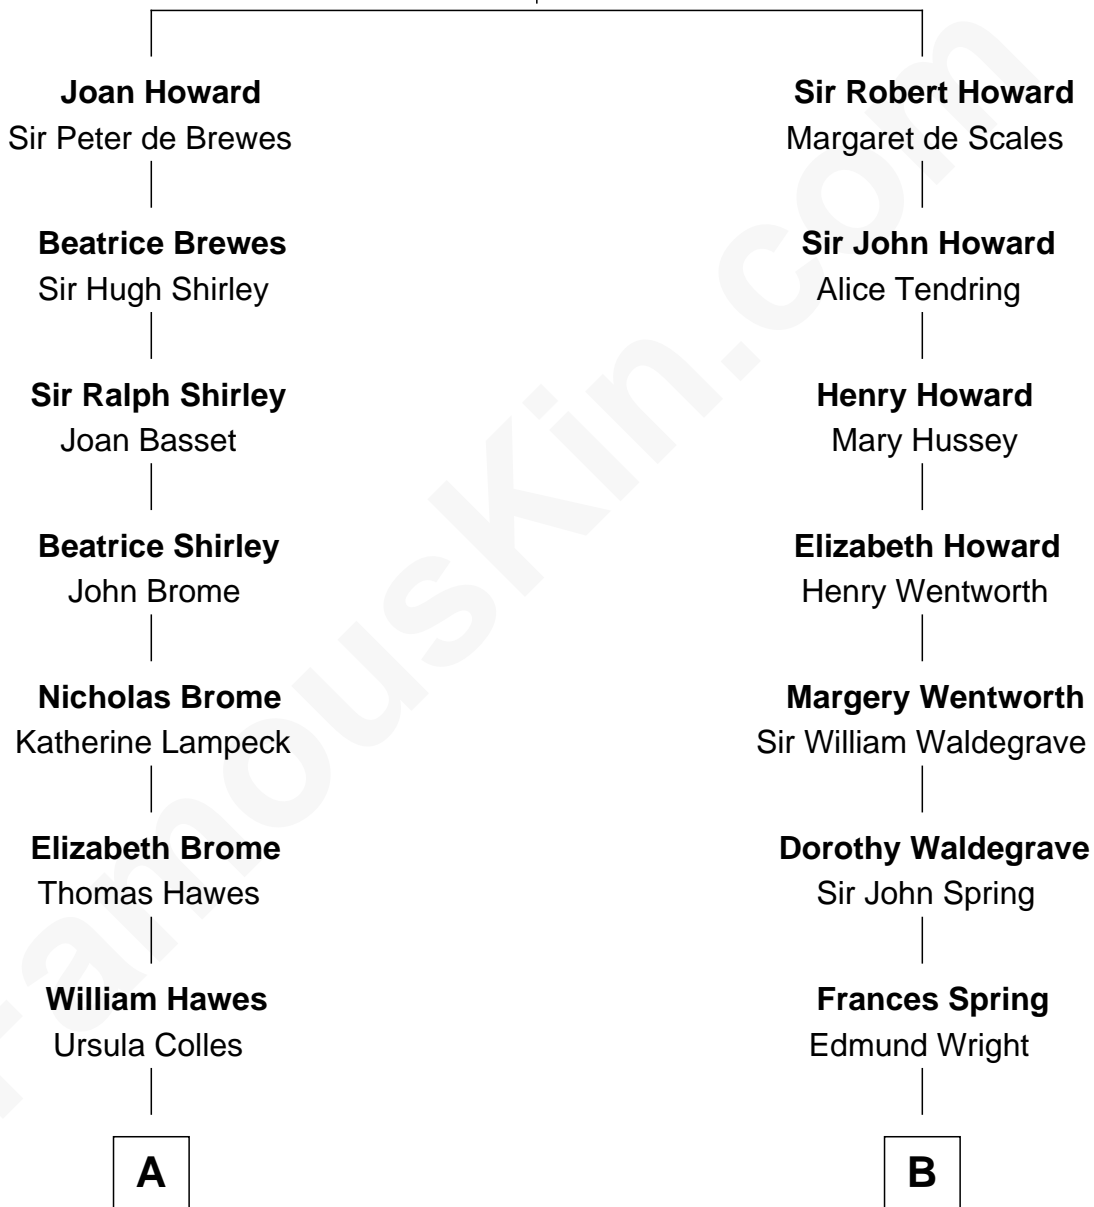 Joan Howard
Sir Peter de Brewes
Beatrice Brewes
Sir Hugh Shirley
Sir Ralph Shirley
Joan Basset
Beatrice Shirley
John Brome
Nicholas Brome
Katherine Lampeck
Elizabeth Brome
Thomas Hawes
William Hawes
Ursula Colles
A
Sir Robert Howard
Margaret de Scales
Sir John Howard
Alice Tendring
Henry Howard
Mary Hussey
Elizabeth Howard
Henry Wentworth
Margery Wentworth
Sir William Waldegrave
Dorothy Waldegrave
Sir John Spring
Frances Spring
Edmund Wright
B
FamousKin.com